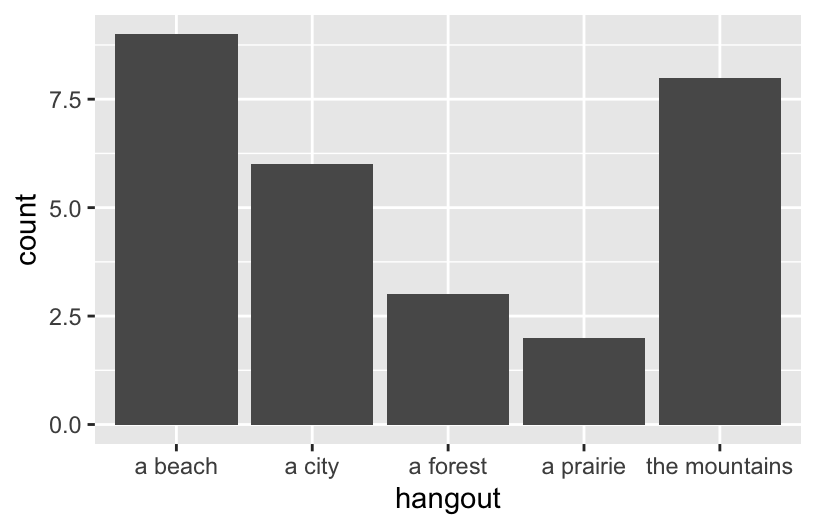 7.5
5.0
2.5
0.0
count
a beach
a city
a forest
a prairie
the mountains
hangout